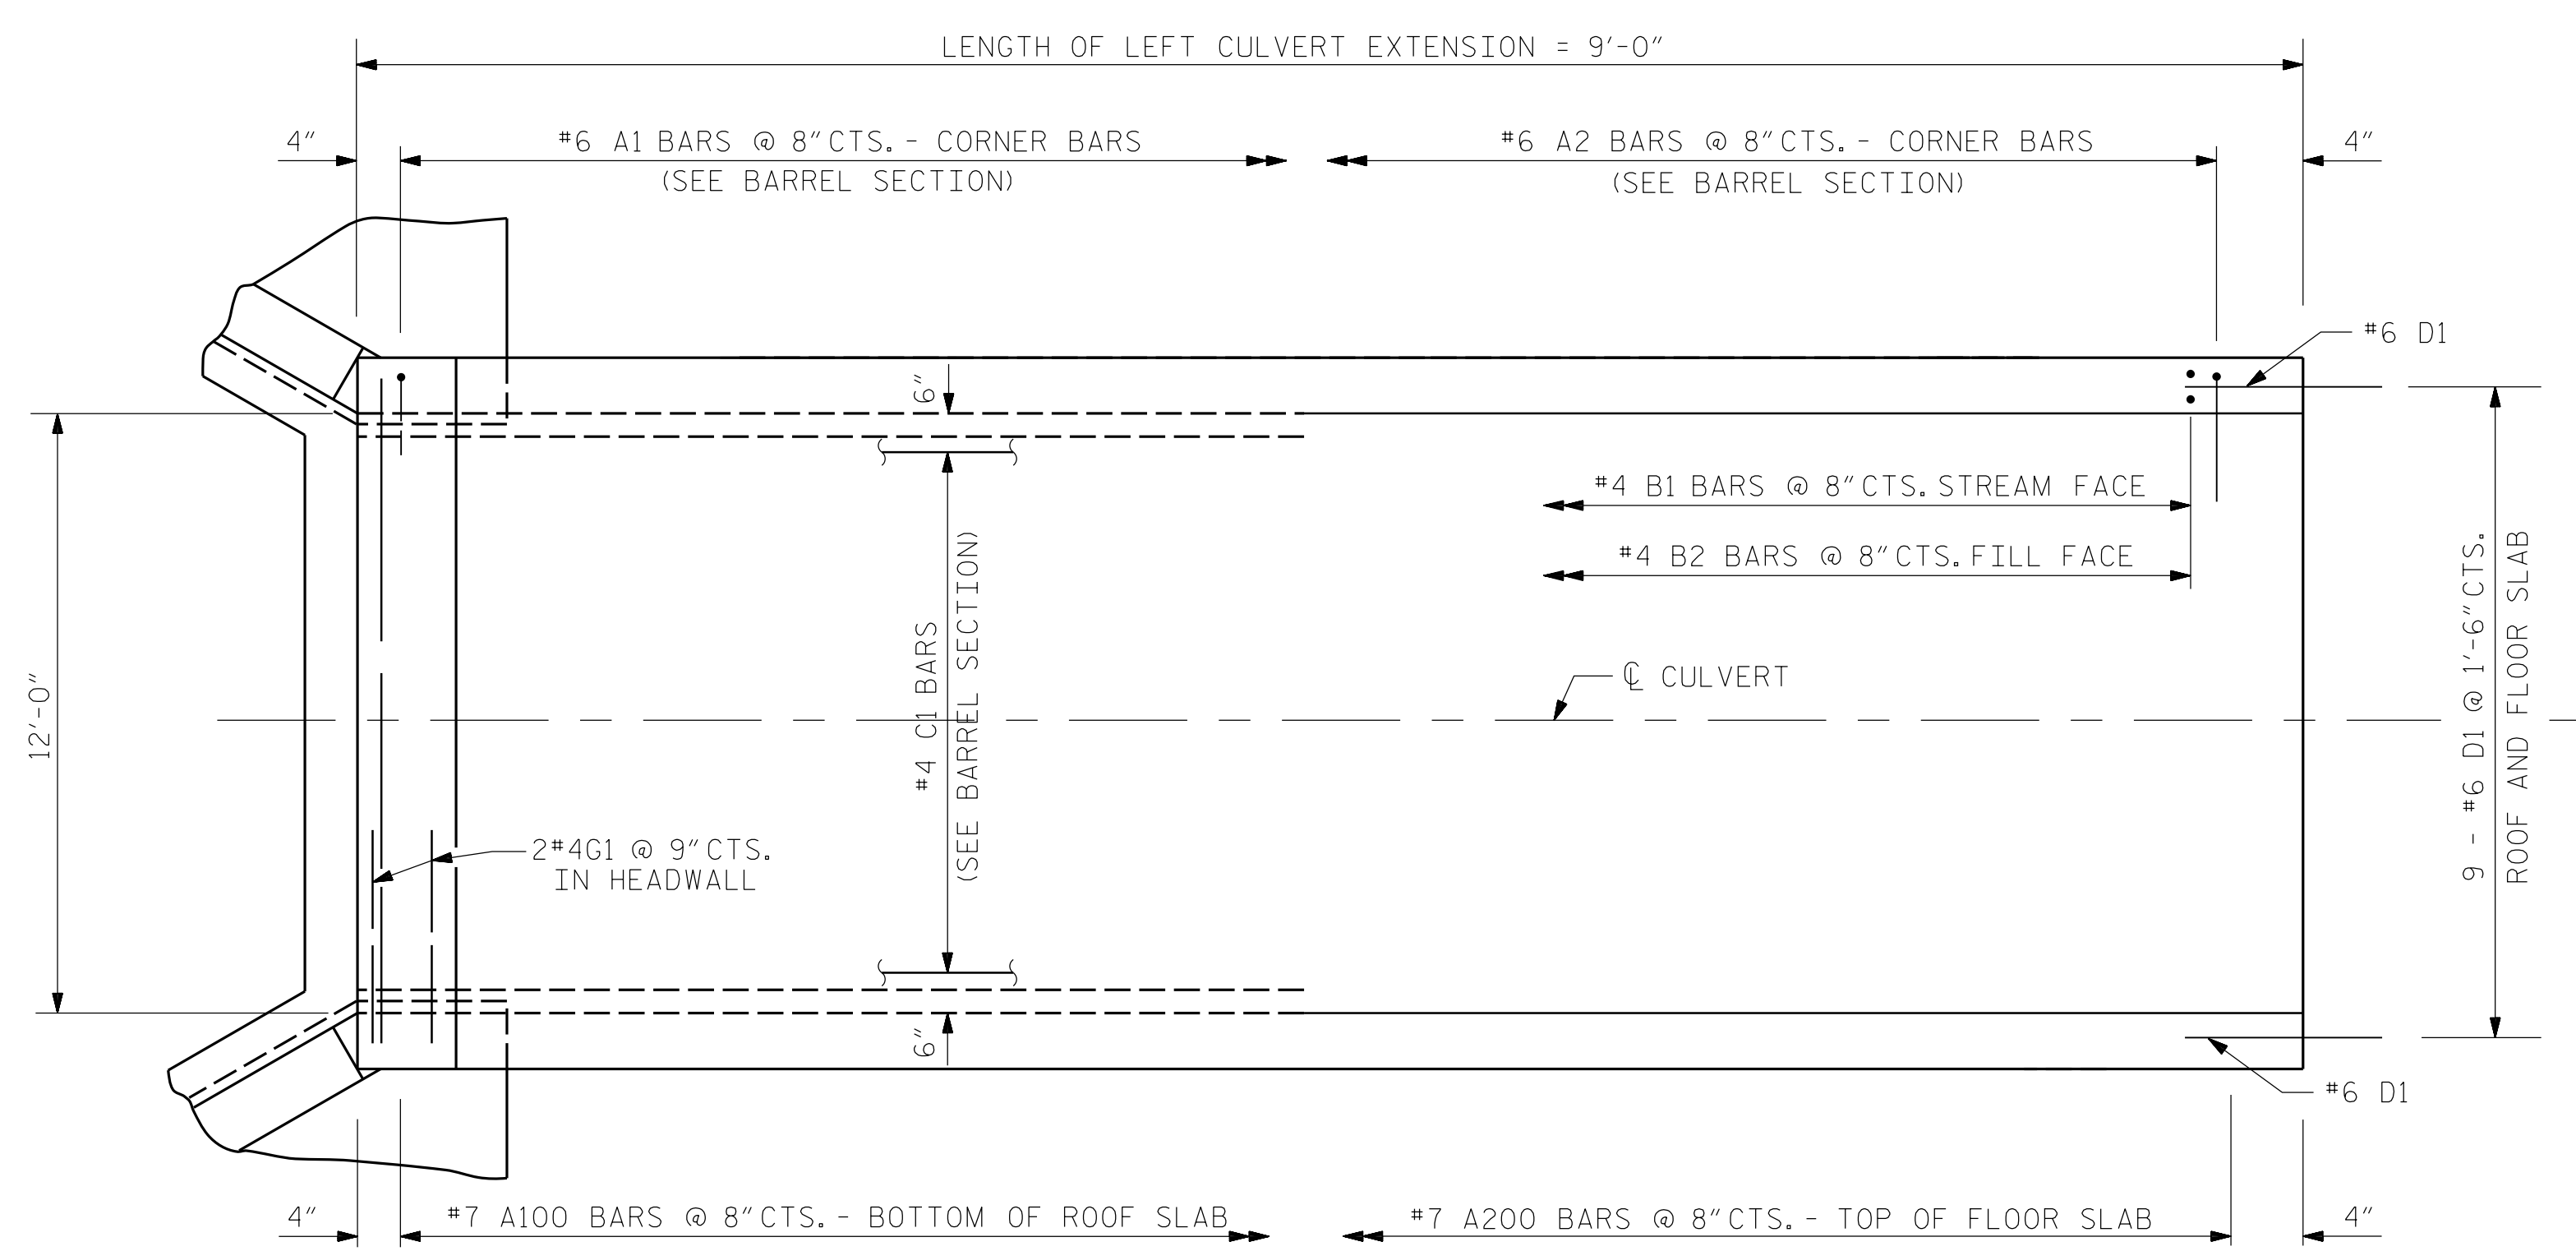 LENGTH OF LEFT CULVERT EXTENSION = 9'-0"
4"
#6 A1 BARS @ 8"CTS. - CORNER BARS
(SEE BARREL SECTION)
#6 A2 BARS @ 8"CTS. - CORNER BARS
(SEE BARREL SECTION)
4"
#6 D1
6"
#4 B1 BARS @ 8"CTS. STREAM FACE
#4 B2 BARS @ 8"CTS. FILL FACE
12'-0"
#4 C1 BARS
(SEE BARREL SECTION)
℄ CULVERT
9 - #6 D1 @ 1'-6"CTS.
ROOF AND FLOOR SLAB
2#4G1 @ 9"CTS.
IN HEADWALL
6"
#6 D1
4"
#7 A100 BARS @ 8"CTS. - BOTTOM OF ROOF SLAB
#7 A200 BARS @ 8"CTS. - TOP OF FLOOR SLAB
4"